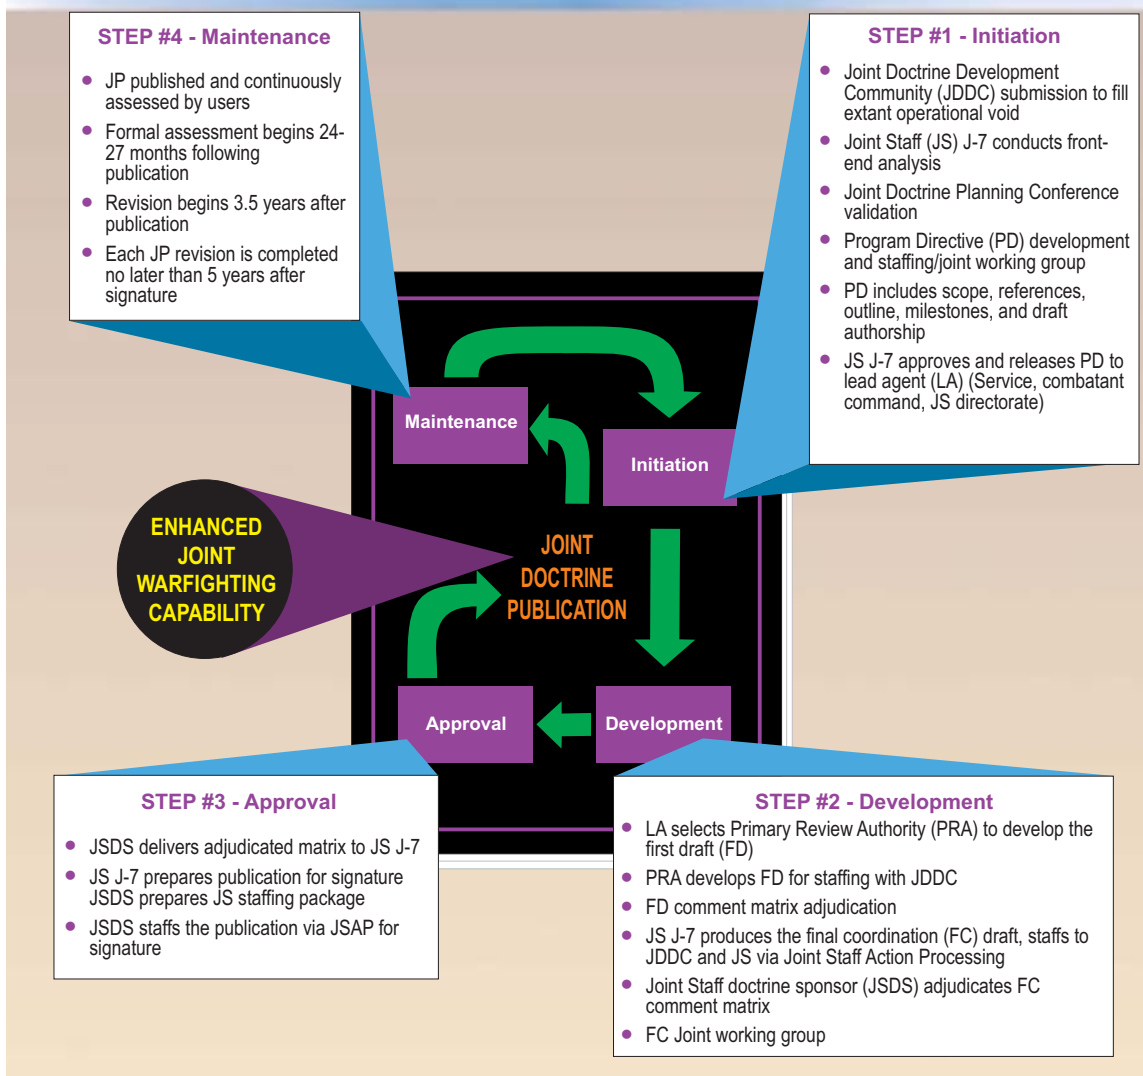 STEP #4 - Maintenance
• JP published and continuously
assessed by users
• Formal assessment begins 24-
27 months following
publication
• Revision begins 3.5 years after
publication
• Each JP revision is completed
no later than 5 years after
signature
STEP #1 - Initiation
• Joint Doctrine Development
Community (JDDC) submission to fill
extant operational void
• Joint Staff (JS) J-7 conducts front-
end analysis
• Joint Doctrine Planning Conference
validation
• Program Directive (PD) development
and staffing/joint working group
• PD includes scope, references,
outline, milestones, and draft
authorship
• JS J-7 approves and releases PD to
lead agent (LA) (Service, combatant
command, JS directorate)
Maintenance
Initiation
ENHANCED
JOINT
WARFIGHTING
CAPABILITY
JOINT
DOCTRINE
PUBLICATION
Approval
Development
STEP #3 - Approval
• JSDS delivers adjudicated matrix to JS J-7
• JS J-7 prepares publication for signature
JSDS prepares JS staffing package
• JSDS staffs the publication via JSAP for
signature
STEP #2 - Development
• LA selects Primary Review Authority (PRA) to develop the
first draft (FD)
• PRA develops FD for staffing with JDDC
• FD comment matrix adjudication
• JS J-7 produces the final coordination (FC) draft, staffs to
JDDC and JS via Joint Staff Action Processing
• Joint Staff doctrine sponsor (JSDS) adjudicates FC
comment matrix
• FC Joint working group